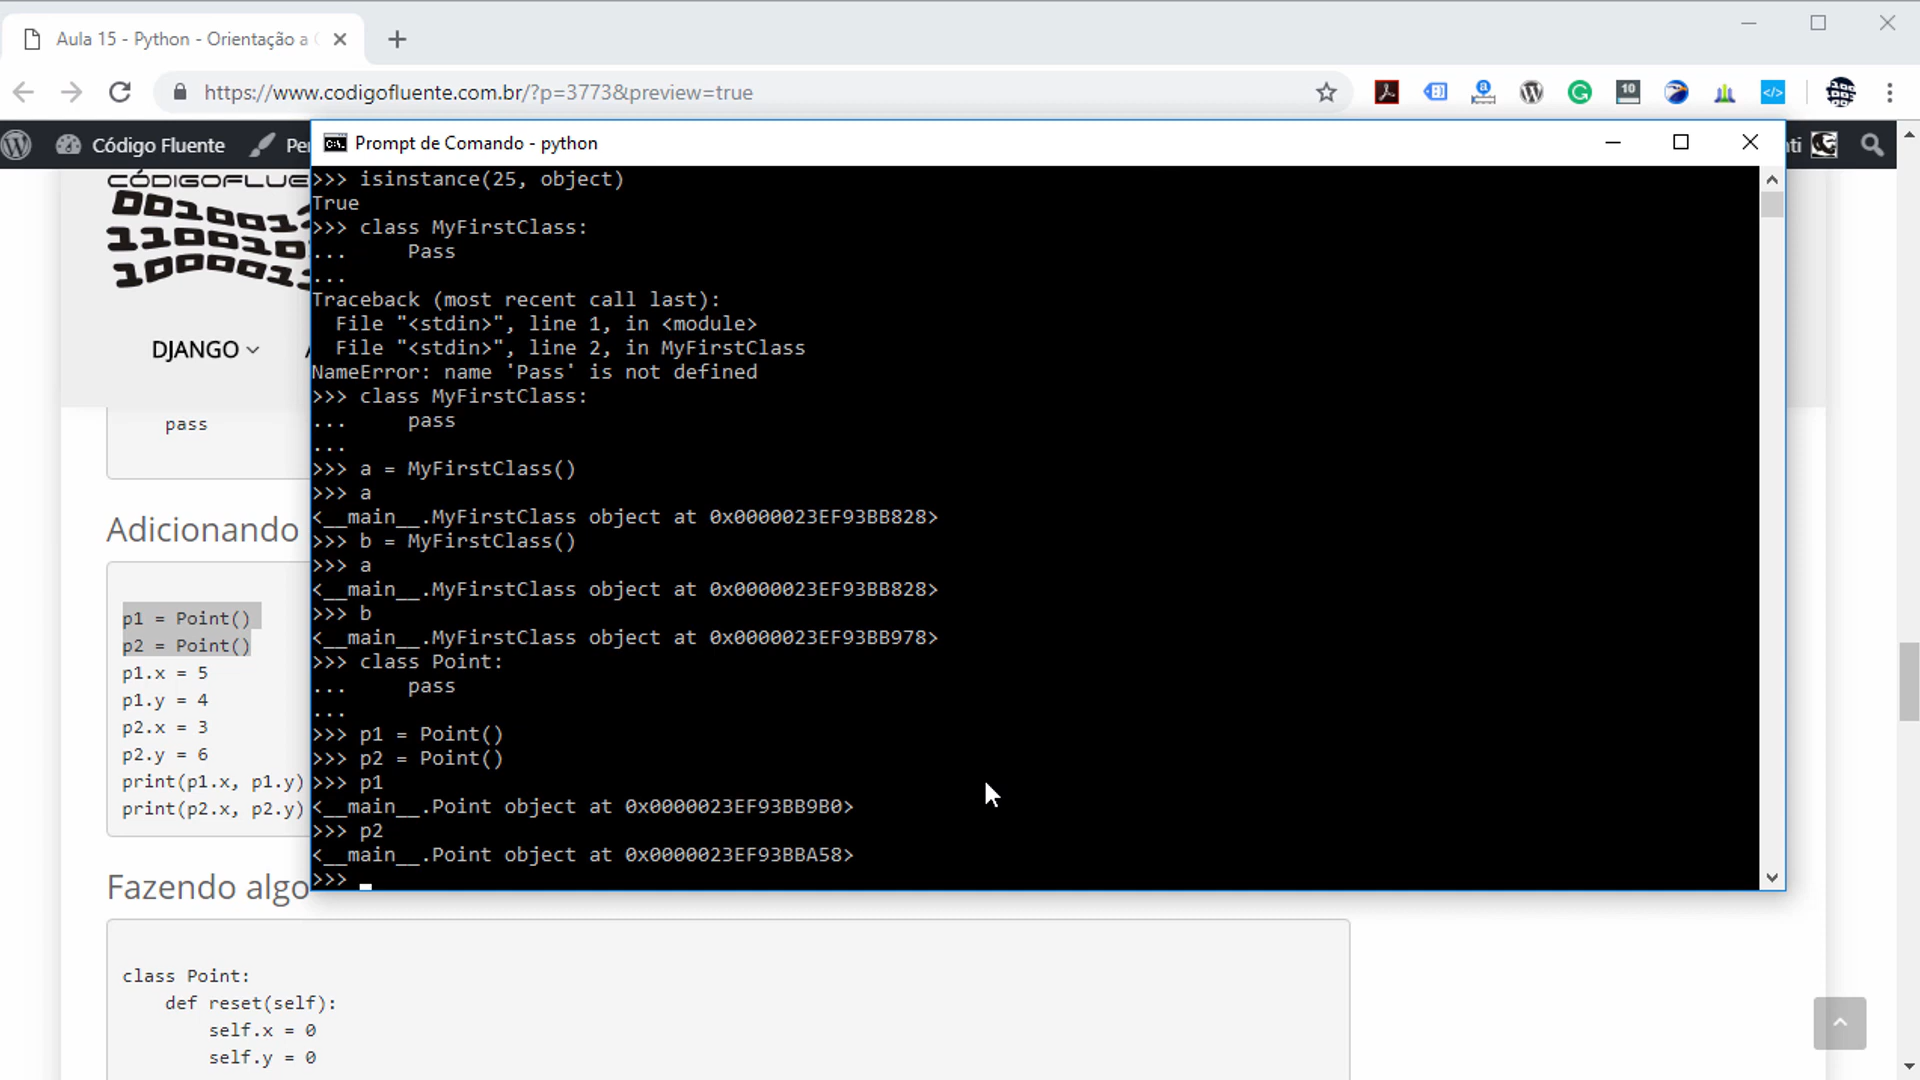 Aula 15 - Python - Orientação a
https://www.codigofluente.com.br/?p=3773&preview=true
10
Código Fluente
Pe
ti
Prompt de Comando - python
CÓDIGOFLUE
DJANGO
pass
Adicionando
p1 = Point()
p2 = Point()
p1.x = 5
p1.y = 4
p2.x = 3
p2.y = 6
print(p1.x, p1.y)
print(p2.x, p2.y)
Fazendo algo
class Point:
    def reset(self):
        self.x = 0
        self.y = 0
>>> isinstance(25, object)
True
>>> class MyFirstClass:
...     Pass
...
Traceback (most recent call last):
  File "<stdin>", line 1, in <module>
  File "<stdin>", line 2, in MyFirstClass
NameError: name 'Pass' is not defined
>>> class MyFirstClass:
...     pass
...
>>> a = MyFirstClass()
>>> a
<__main__.MyFirstClass object at 0x0000023EF93BB828>
>>> b = MyFirstClass()
>>> a
<__main__.MyFirstClass object at 0x0000023EF93BB828>
>>> b
<__main__.MyFirstClass object at 0x0000023EF93BB978>
>>> class Point:
...     pass
...
>>> p1 = Point()
>>> p2 = Point()
>>> p1
<__main__.Point object at 0x0000023EF93BB9B0>
>>> p2
<__main__.Point object at 0x0000023EF93BBA58>
>>>